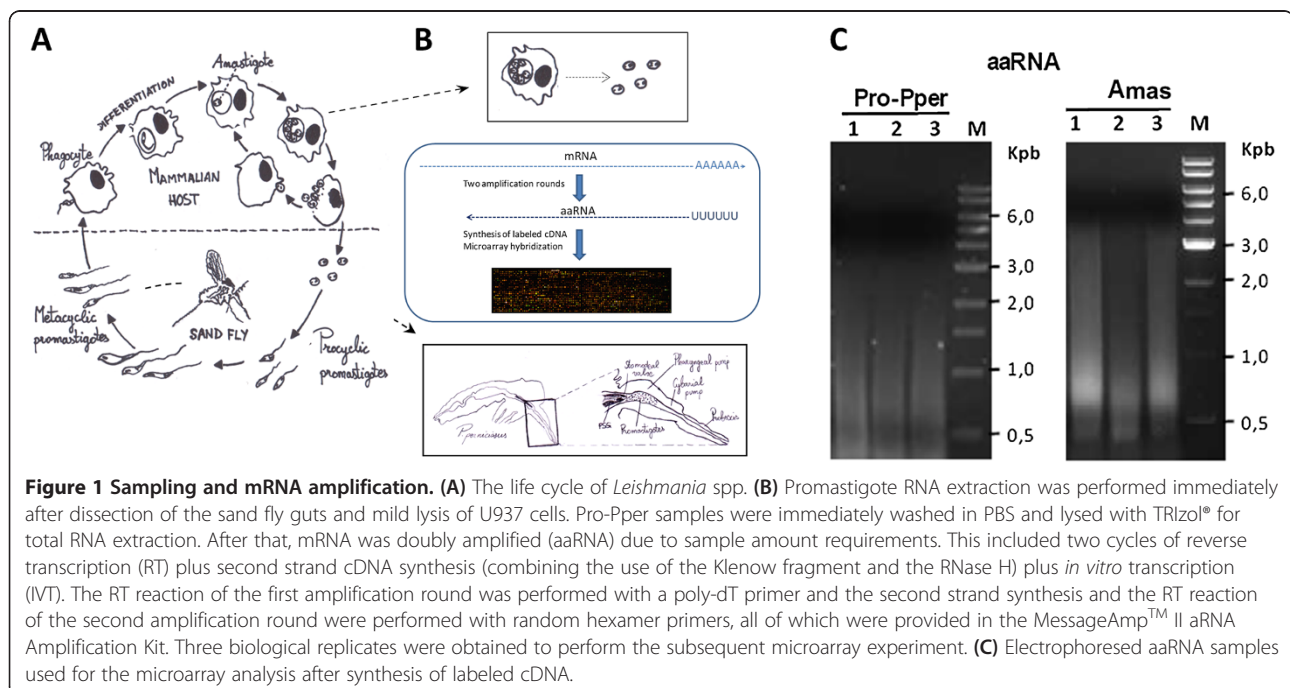 A
Amastigote
DIFFERENTIATION
Phagocyte
MAMMALIAN
HOST
SAND FLY
Metacyclic
promastigotes
Procyclic
promastigotes
B
mRNA
AAAAAA
Two amplification rounds
aaRNA
UUUUUU
Synthesis of labeled cDNA
Microarray hybridization
P.perniciosus
Stomodeal
valve
Pharyngeal pump
Cybarial
pump
Proboscis
PSG
Promastigotes
C
aaRNA
Pro-Pper
1 2 3 M
Kpb
6,0
3,0
2,0
1,0
0,5
Amas
1 2 3 M
Kpb
6,0
3,0
2,0
1,0
0,5
Figure 1 Sampling and mRNA amplification. (A) The life cycle of Leishmania spp. (B) Promastigote RNA extraction was performed immediately
after dissection of the sand fly guts and mild lysis of U937 cells. Pro-Pper samples were immediately washed in PBS and lysed with TRIzol® for
total RNA extraction. After that, mRNA was doubly amplified (aaRNA) due to sample amount requirements. This included two cycles of reverse
transcription (RT) plus second strand cDNA synthesis (combining the use of the Klenow fragment and the RNase H) plus in vitro transcription
(IVT). The RT reaction of the first amplification round was performed with a poly-dT primer and the second strand synthesis and the RT reaction
of the second amplification round were performed with random hexamer primers, all of which were provided in the MessageAmp™ II aRNA
Amplification Kit. Three biological replicates were obtained to perform the subsequent microarray experiment. (C) Electrophoresed aaRNA samples
used for the microarray analysis after synthesis of labeled cDNA.